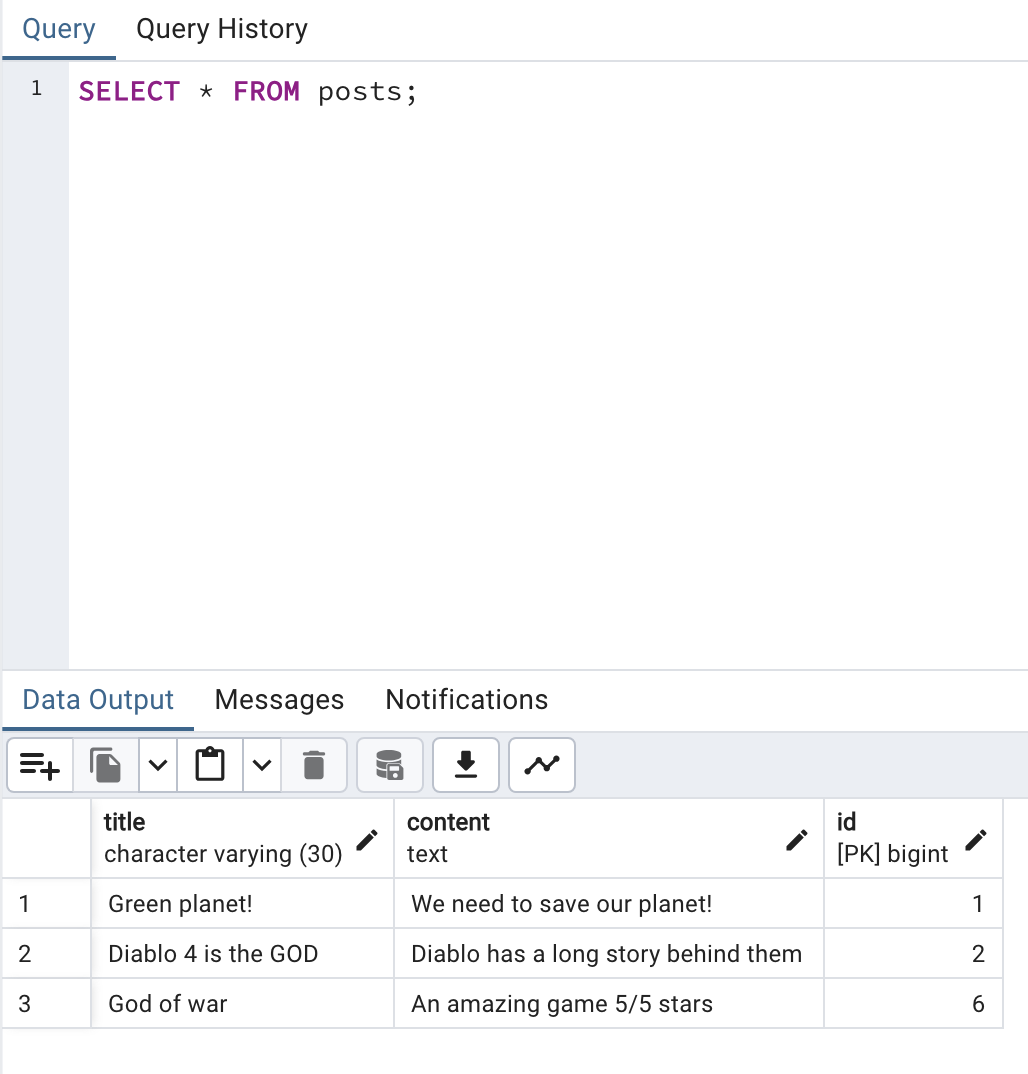 Query Query History
1 SELECT * FROM posts;
Data Output Messages Notifications
title content id
character varying (30) text [PK] bigint
1 Green planet! We need to save our planet! 1
2 Diablo 4 is the GOD Diablo has a long story behind them 2
3 God of war An amazing game 5/5 stars 6